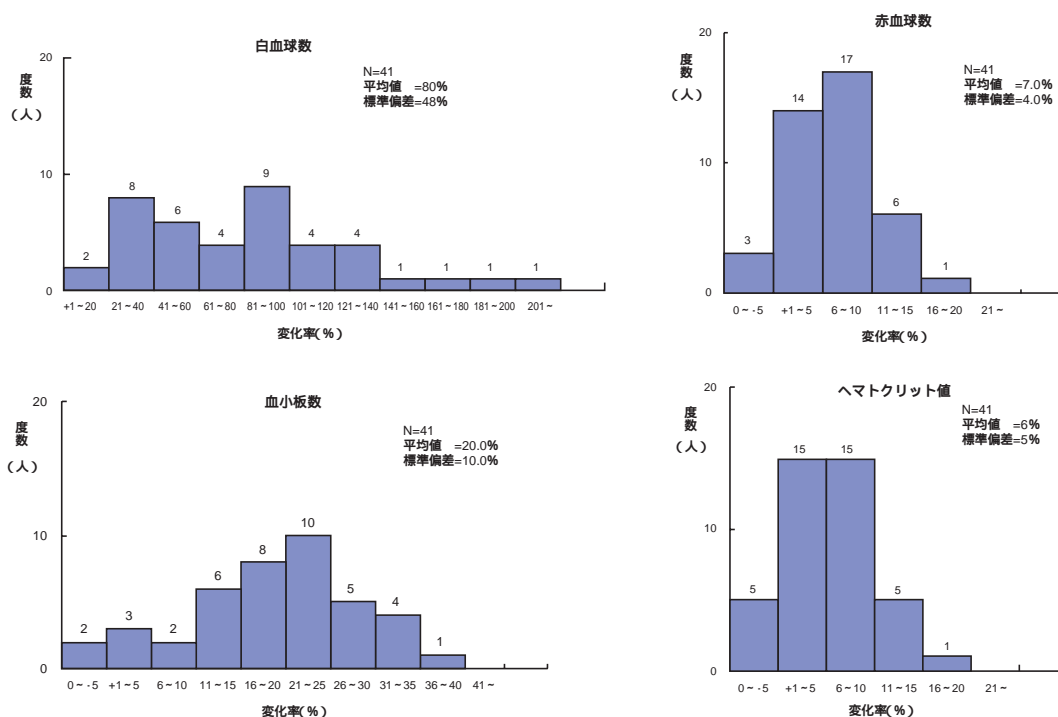 白血球数
20
10
0
度数
(人)
N=41
平均値 =80%
標準偏差=48%
2
8
6
4
9
4
4
1
1
1
1
+1~20 21~40 41~60 61~80 81~100 101~120 121~140 141~160 161~180 181~200 201~
変化率(%)
赤血球数
20
10
0
度数
(人)
N=41
平均値 =7.0%
標準偏差=4.0%
3
14
17
6
1
0~-5 +1~5 6~10 11~15 16~20 21~
変化率(%)
血小板数
20
10
0
度数
(人)
N=41
平均値 =20.0%
標準偏差=10.0%
2
3
2
6
8
10
5
4
1
0~-5 +1~5 6~10 11~15 16~20 21~25 26~30 31~35 36~40 41~
変化率(%)
ヘマトクリット値
20
10
0
度数
(人)
N=41
平均値 =6%
標準偏差=5%
5
15
15
5
1
0~-5 +1~5 6~10 11~15 16~20 21~
変化率(%)